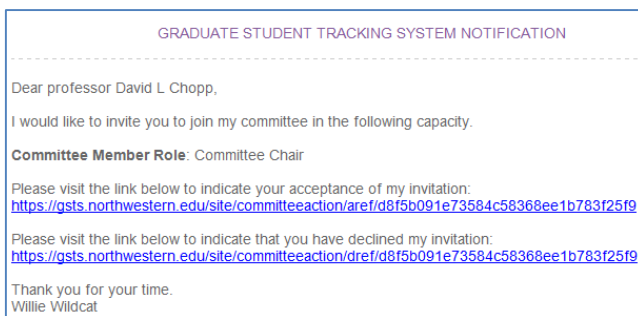 GRADUATE STUDENT TRACKING SYSTEM NOTIFICATION
Dear professor David L Chopp,
I would like to invite you to join my committee in the following capacity.
Committee Member Role: Committee Chair
Please visit the link below to indicate your acceptance of my invitation:
https://gsts.northwestern.edu/site/committeeaction/aref/d8f5b091e73584c58368ee1b783f25f9
Please visit the link below to indicate that you have declined my invitation:
https://gsts.northwestern.edu/site/committeeaction/dref/d8f5b091e73584c58368ee1b783f25f9
Thank you for your time.
Willie Wildcat